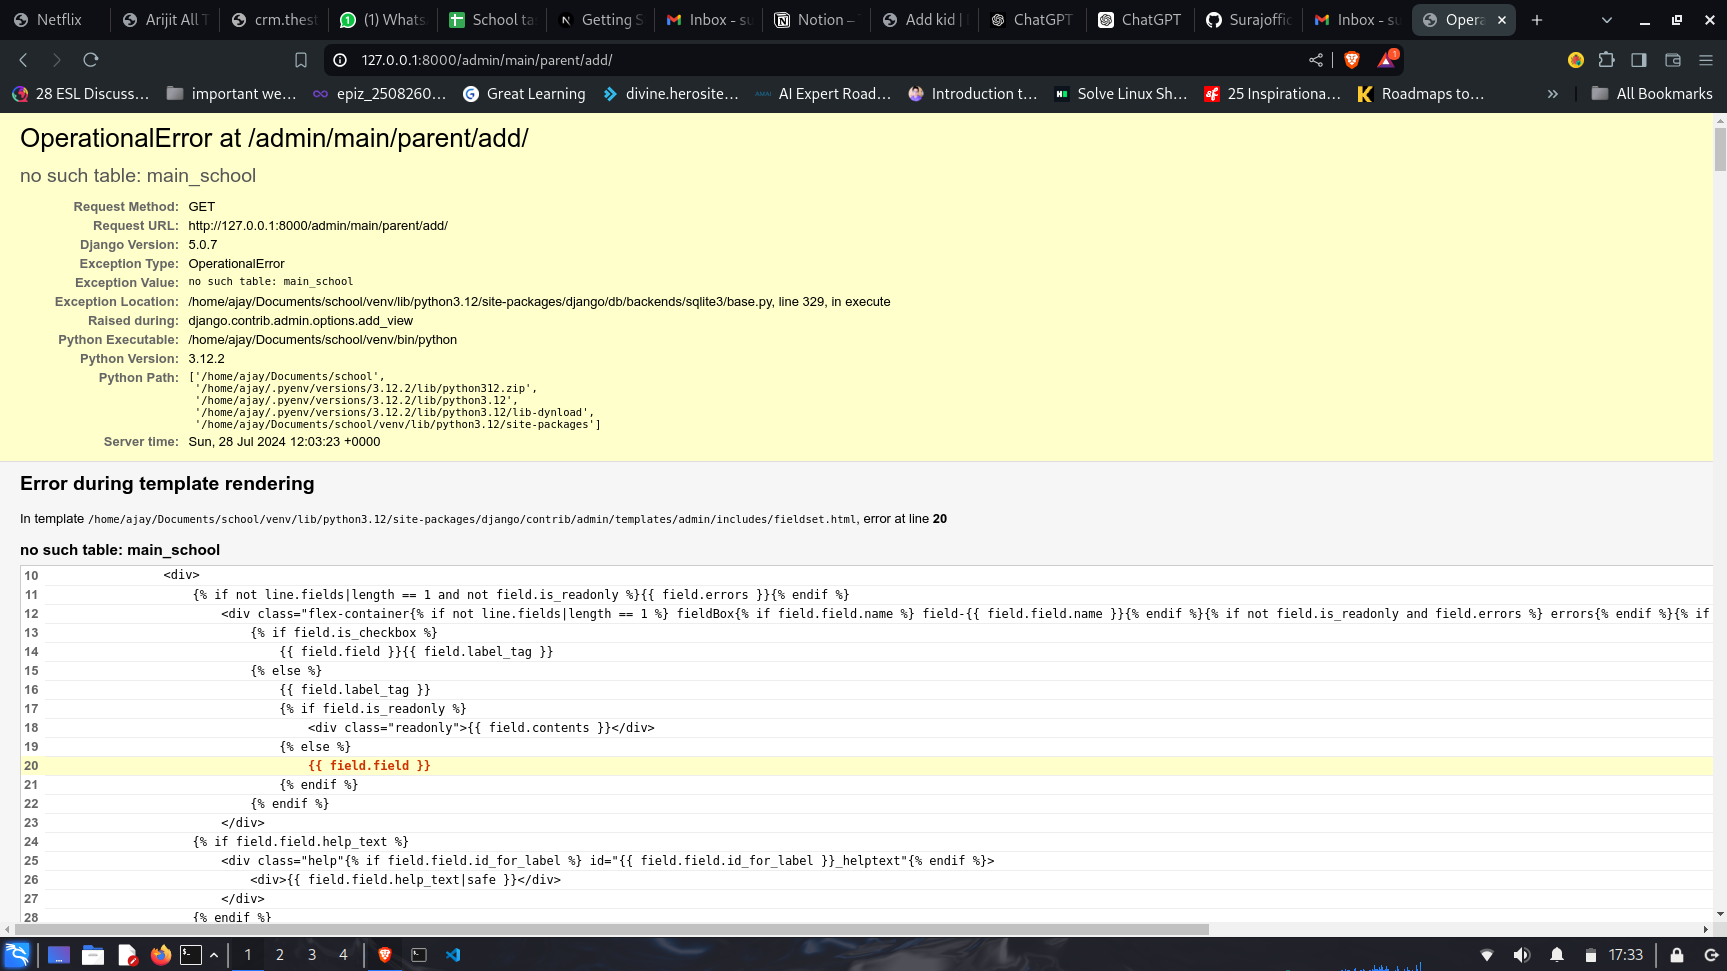 Netflix
Arijit All T
crm.thest
(1) Whats
School ta
Getting S
Inbox - su
Notion –
Add kid |
ChatGPT
ChatGPT
Surajoffic
Inbox - su
Opera
127.0.0.1:8000/admin/main/parent/add/
1
28 ESL Discuss...
important we...
epiz_2508260...
Great Learning
divine.herosite...
AI Expert Road...
Introduction t...
Solve Linux Sh...
25 Inspirationa...
Roadmaps to...
»
All Bookmarks
OperationalError at /admin/main/parent/add/
no such table: main_school
Request Method: GET
Request URL: http://127.0.0.1:8000/admin/main/parent/add/
Django Version: 5.0.7
Exception Type: OperationalError
Exception Value: no such table: main_school
Exception Location: /home/ajay/Documents/school/venv/lib/python3.12/site-packages/django/db/backends/sqlite3/base.py, line 329, in execute
Raised during: django.contrib.admin.options.add_view
Python Executable: /home/ajay/Documents/school/venv/bin/python
Python Version: 3.12.2
Python Path: ['/home/ajay/Documents/school',
'/home/ajay/.pyenv/versions/3.12.2/lib/python312.zip',
'/home/ajay/.pyenv/versions/3.12.2/lib/python3.12',
'/home/ajay/.pyenv/versions/3.12.2/lib/python3.12/lib-dynload',
'/home/ajay/Documents/school/venv/lib/python3.12/site-packages']
Server time: Sun, 28 Jul 2024 12:03:23 +0000
Error during template rendering
In template /home/ajay/Documents/school/venv/lib/python3.12/site-packages/django/contrib/admin/templates/admin/includes/fieldset.html, error at line 20
no such table: main_school
10 <div>
11 {% if not line.fields|length == 1 and not field.is_readonly %}{{ field.errors }}{% endif %}
12 <div class="flex-container{% if not line.fields|length == 1 %} fieldBox{% if field.field.name %} field-{{ field.field.name }}{% endif %}{% if not field.is_readonly and field.errors %} errors{% endif %}{% if
13 {% if field.is_checkbox %}
14 {{ field.field }}{{ field.label_tag }}
15 {% else %}
16 {{ field.label_tag }}
17 {% if field.is_readonly %}
18 <div class="readonly">{{ field.contents }}</div>
19 {% else %}
20 {{ field.field }}
21 {% endif %}
22 {% endif %}
23 </div>
24 {% if field.field.help_text %}
25 <div class="help"{% if field.field.id_for_label %} id="{{ field.field.id_for_label }}_helptext"{% endif %}>
26 <div>{{ field.field.help_text|safe }}</div>
27 </div>
28 {% endif %}
1
2
3
4
17:33